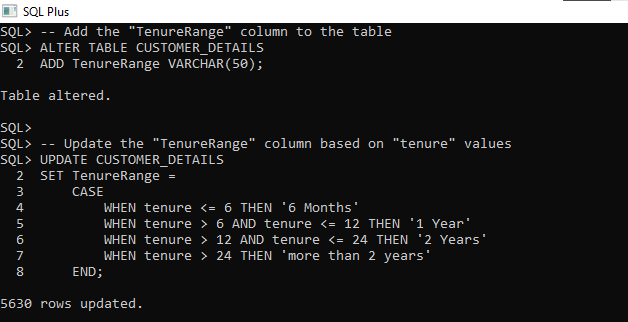 SQL Plus
SQL> -- Add the "TenureRange" column to the table
SQL> ALTER TABLE CUSTOMER_DETAILS
  2  ADD TenureRange VARCHAR(50);
Table altered.
SQL>
SQL> -- Update the "TenureRange" column based on "tenure" values
SQL> UPDATE CUSTOMER_DETAILS
  2  SET TenureRange =
  3      CASE
  4          WHEN tenure <= 6 THEN '6 Months'
  5          WHEN tenure > 6 AND tenure <= 12 THEN '1 Year'
  6          WHEN tenure > 12 AND tenure <= 24 THEN '2 Years'
  7          WHEN tenure > 24 THEN 'more than 2 years'
  8      END;
5630 rows updated.